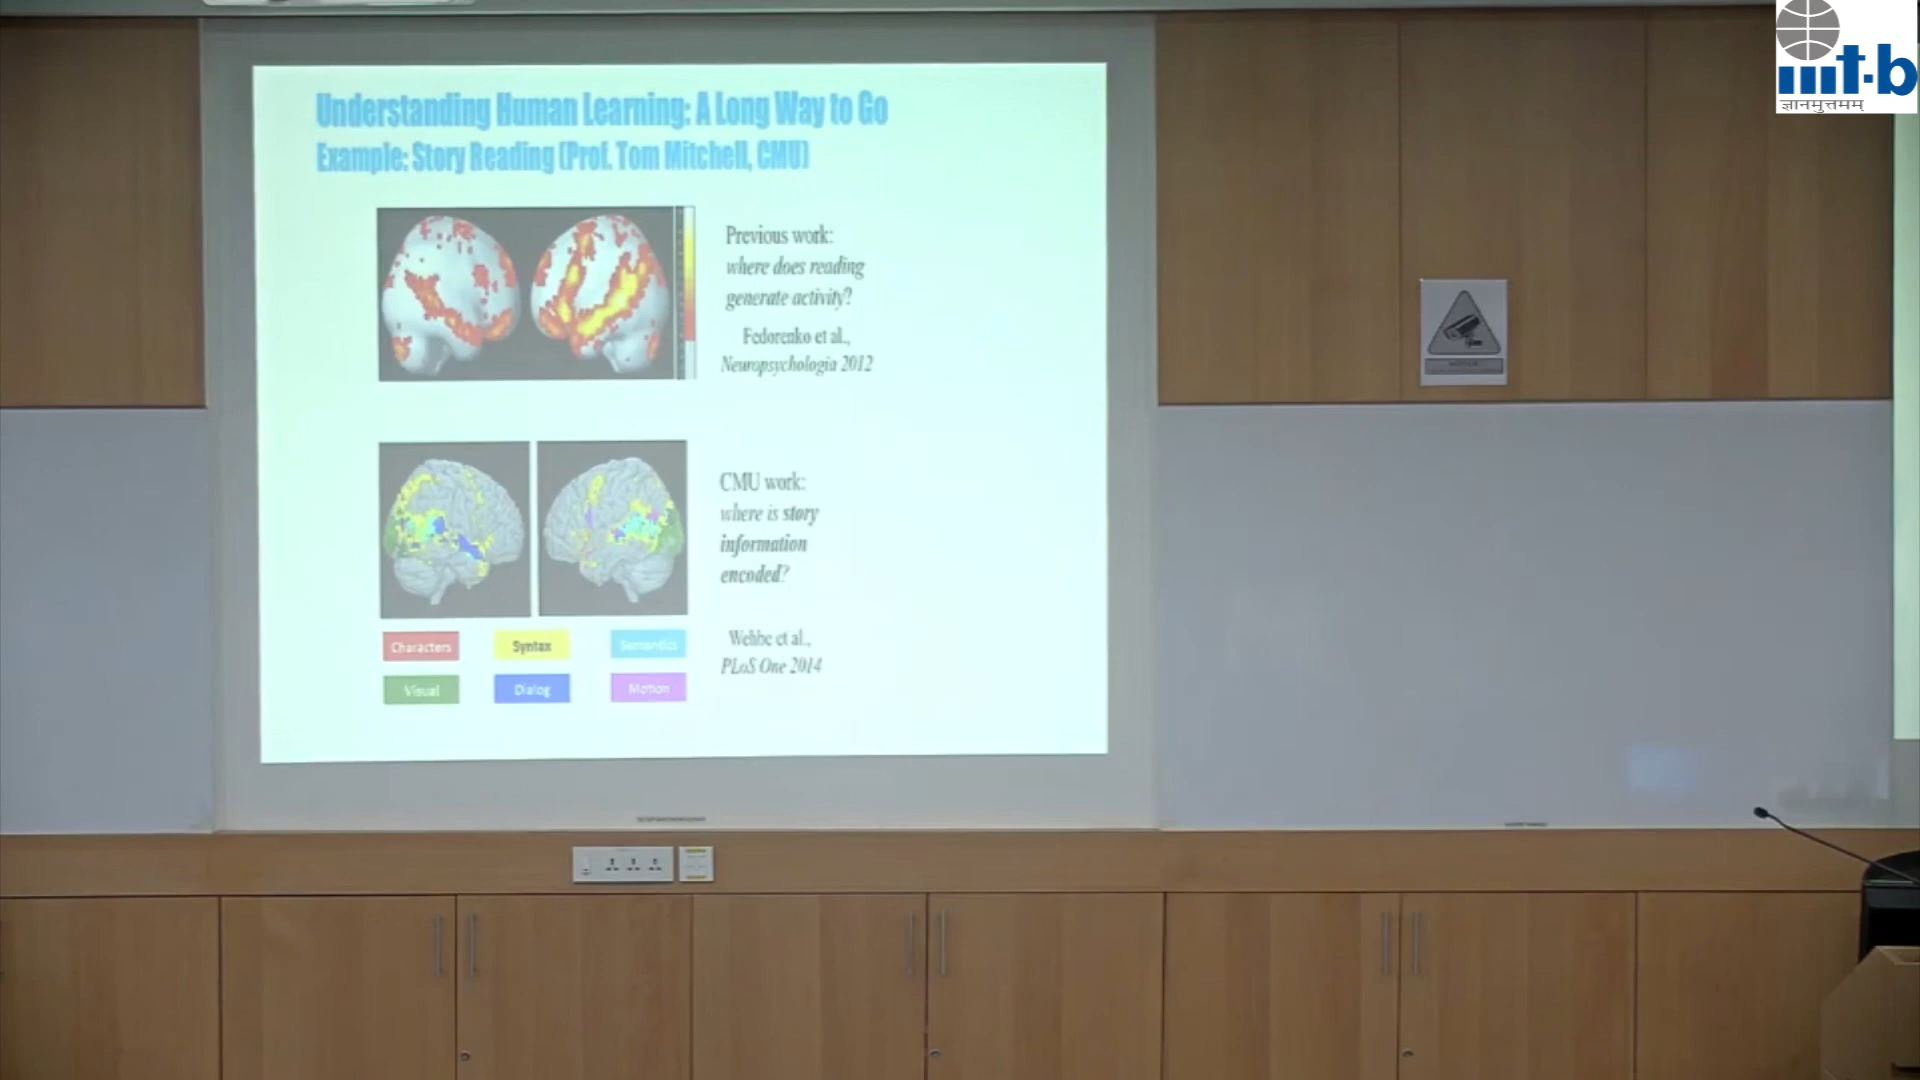 Understanding Human Learning: A Long Way to Go
Example: Story Reading (Prof. Tom Mitchell, CMU)
Previous work:
where does reading
generate activity?
Fedorenko et al.,
Neuropsychologia 2012
CMU work:
where is story
information
encoded?
Wehbe et al.,
PLoS One 2014
Characters
Syntax
Semantics
Visual
Dialog
Motion
iiit-b
ज्ञानमुत्तमम्